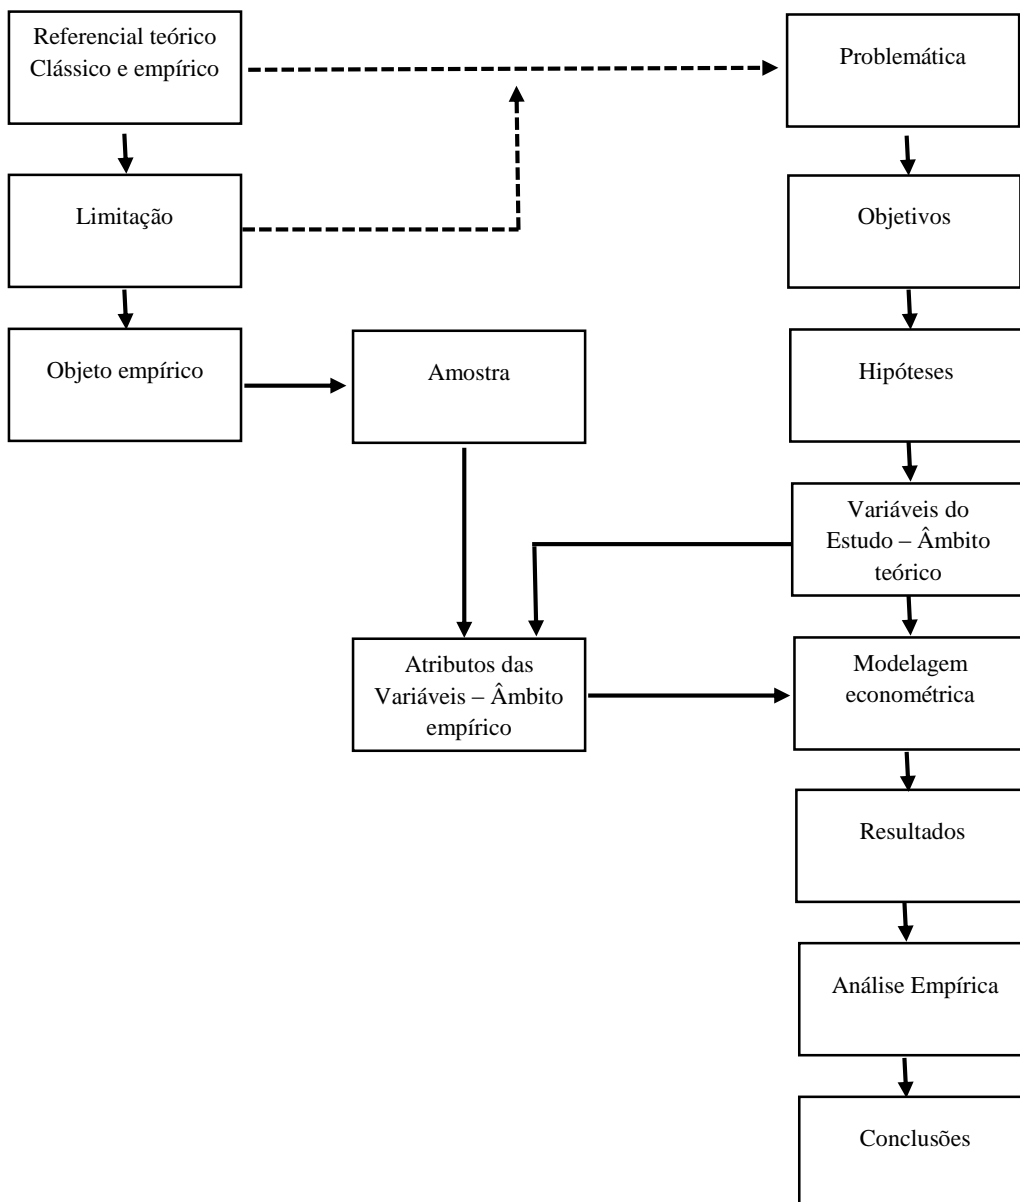 Referencial teórico
Clássico e empírico
Problemática
Limitação
Objetivos
Objeto empírico
Amostra
Hipóteses
Variáveis do
Estudo – Âmbito
teórico
Atributos das
Variáveis – Âmbito
empírico
Modelagem
econométrica
Resultados
Análise Empírica
Conclusões